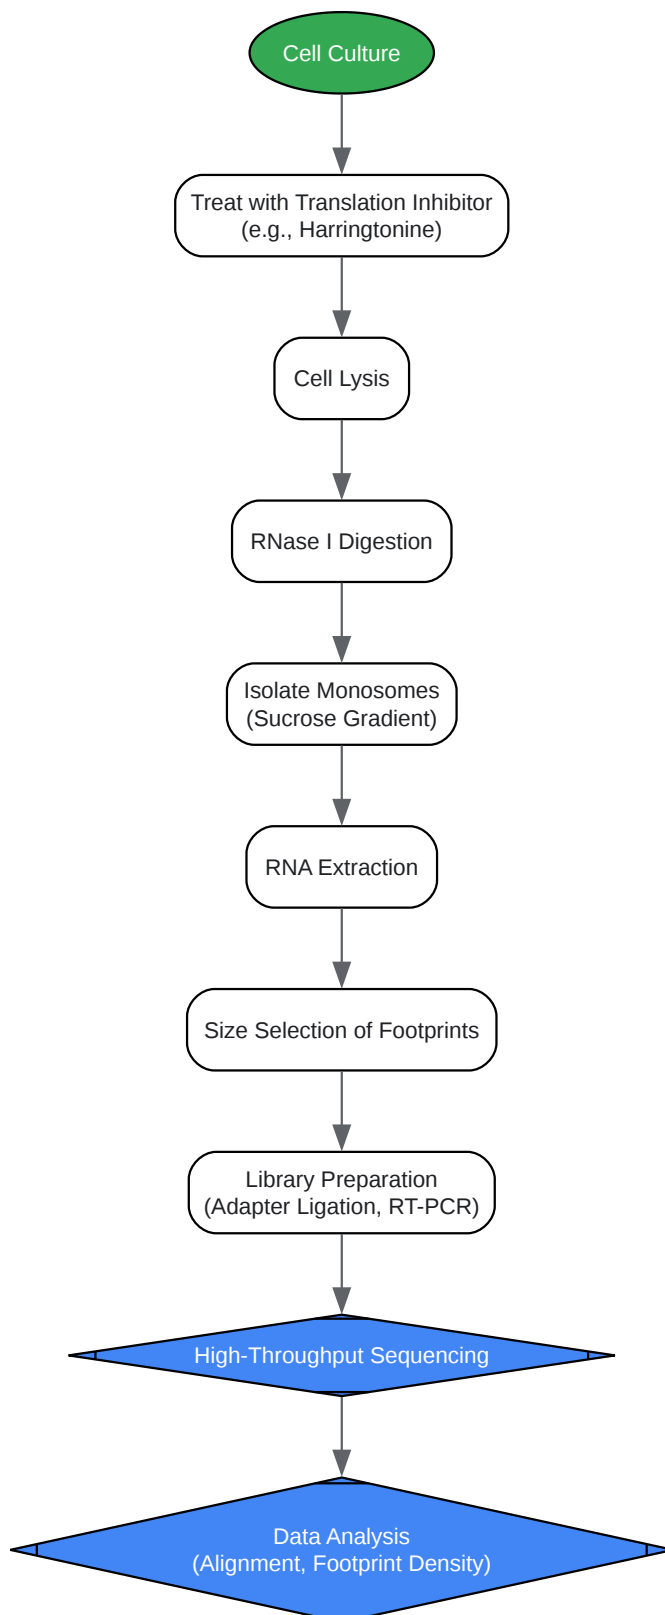 Cell Culture
Treat with Translation Inhibitor
(e.g., Harringtonine)
Cell Lysis
RNase I Digestion
Isolate Monosomes
(Sucrose Gradient)
RNA Extraction
Size Selection of Footprints
Library Preparation
(Adapter Ligation, RT-PCR)
High-Throughput Sequencing
Data Analysis
(Alignment, Footprint Density)